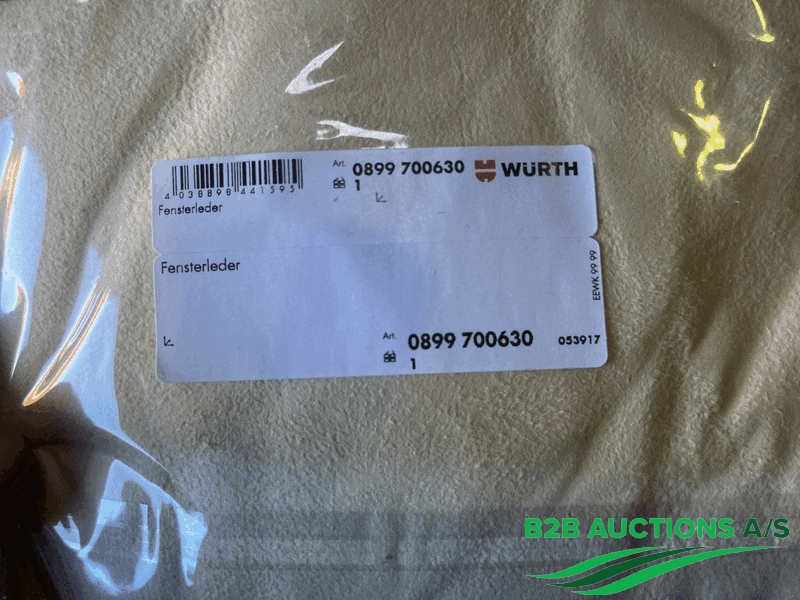 Art. 0899 700630 WÜRTH
1
4 038898 441595
Fensterleder
Fensterleder
EEWK 99 99
Art. 0899 700630 053917
1
B2B AUCTIONS A/S